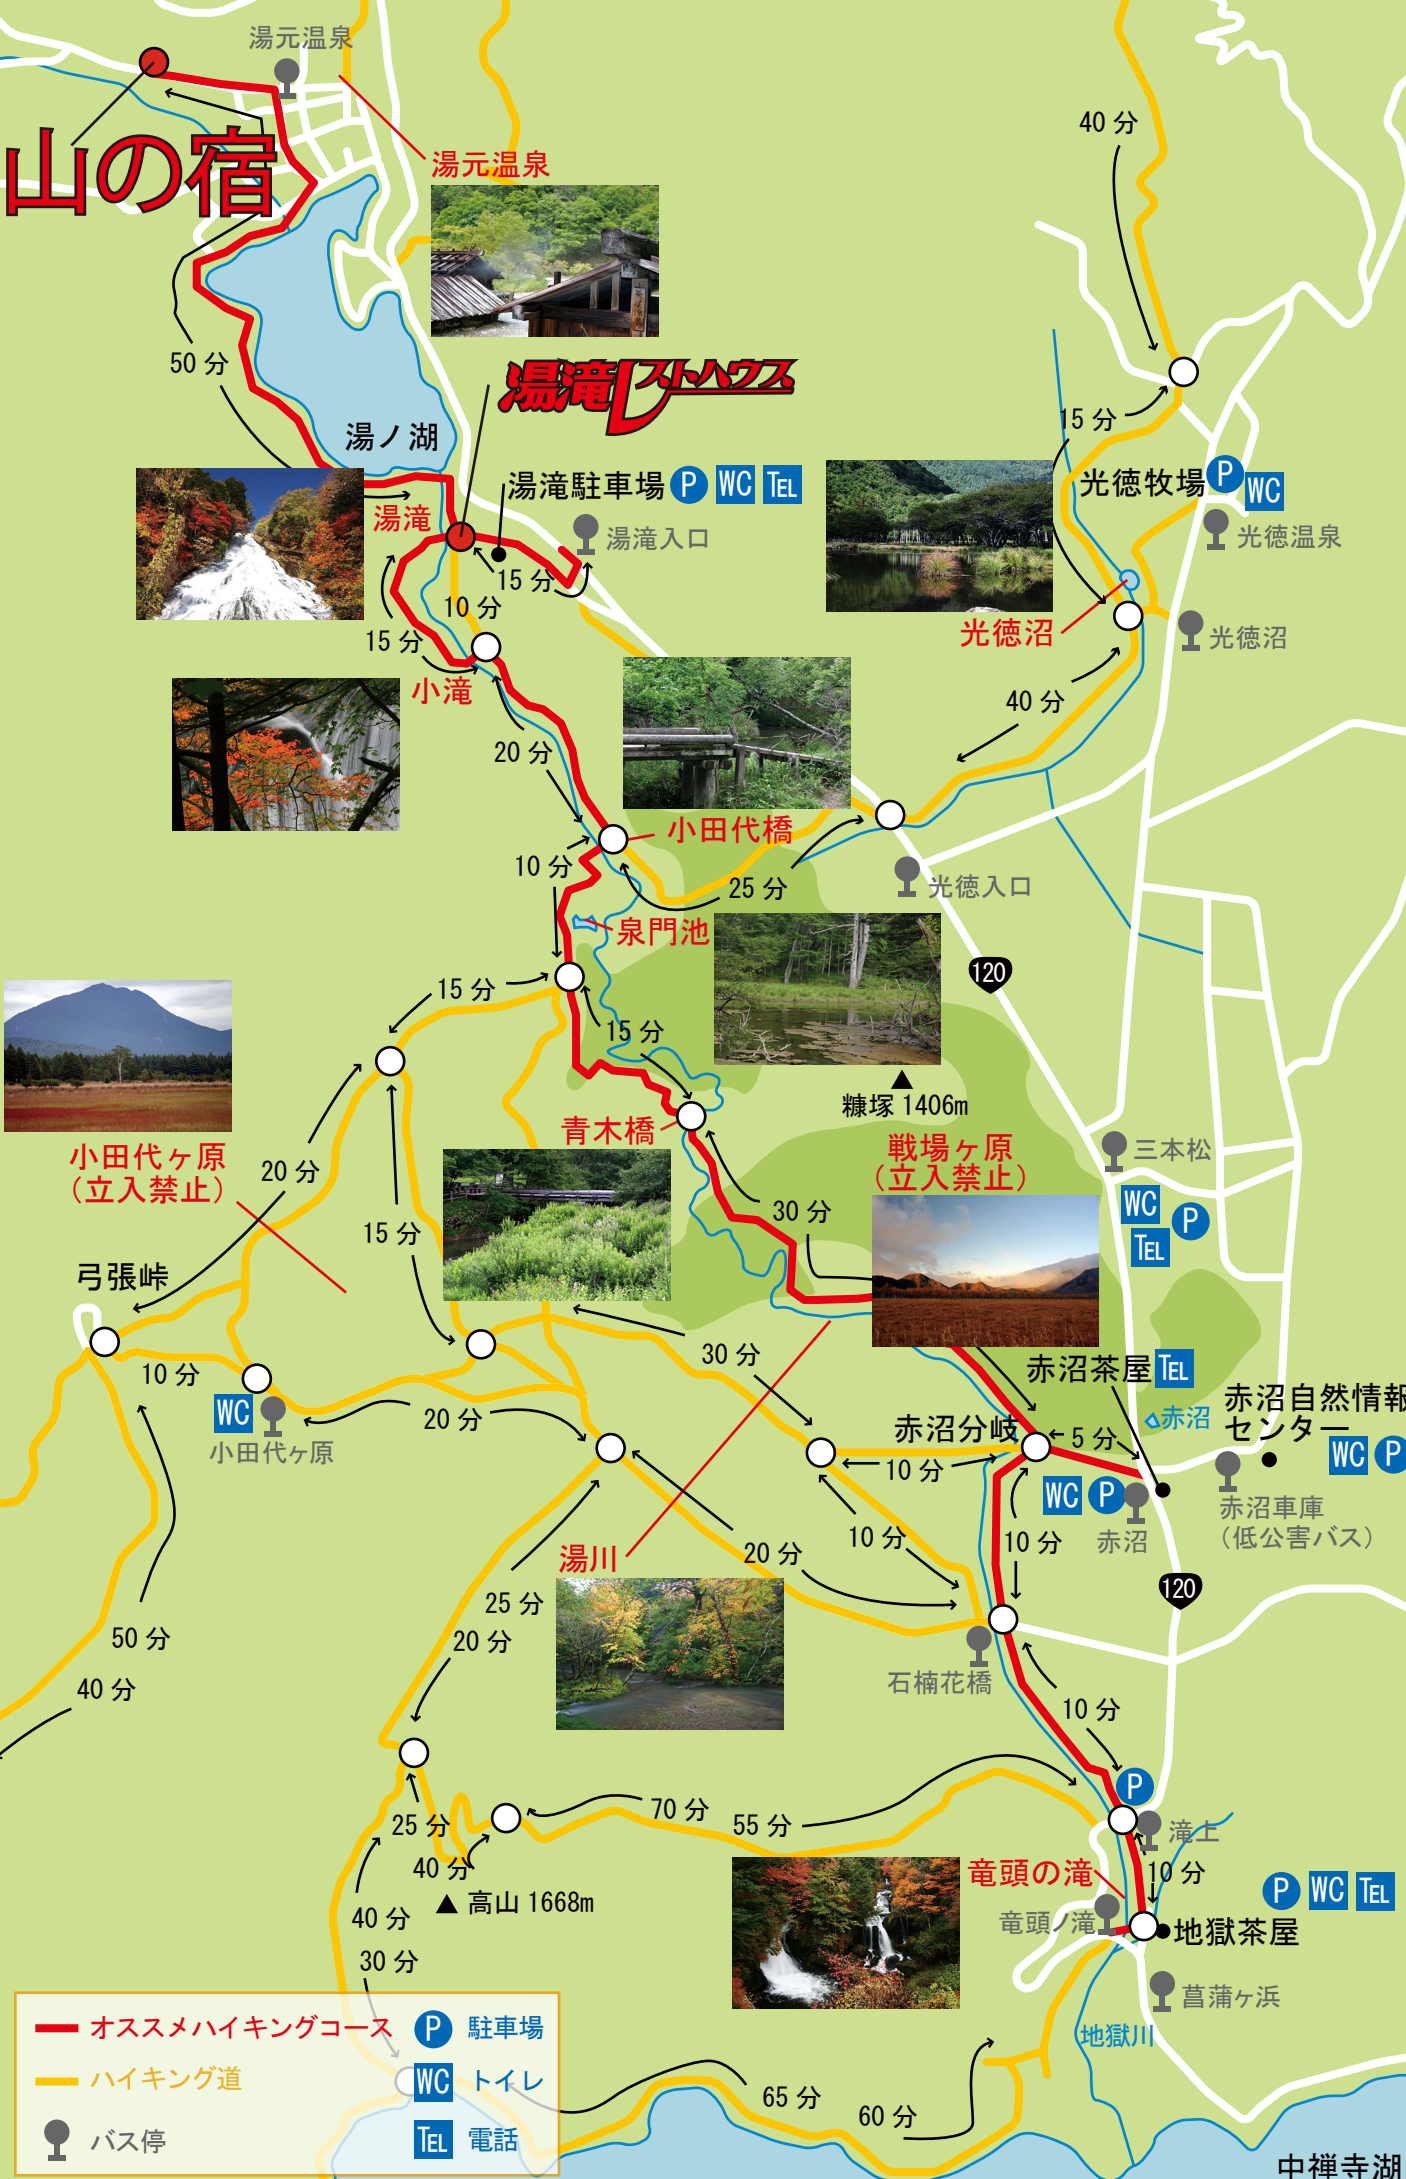 湯元温泉
山の宿
湯元温泉
40 分
50 分
湯滝レストハウス
湯ノ湖
15 分
湯滝駐車場 P WC TEL
光徳牧場 P WC
湯滝
湯滝入口
光徳温泉
15 分
10 分
15 分
光徳沼
光徳沼
小滝
40 分
20 分
小田代橋
10 分
25 分
光徳入口
泉門池
120
15 分
15 分
糠塚 1406m
青木橋
戦場ヶ原
(立入禁止)
三本松
小田代ヶ原
(立入禁止)
20 分
WC P
TEL
30 分
15 分
弓張峠
30 分
赤沼茶屋 TEL
10 分
赤沼自然情報
センター
WC P
赤沼
WC
20 分
赤沼分岐
5 分
小田代ヶ原
10 分
WC P
赤沼車庫
(低公害バス)
赤沼
10 分
10 分
20 分
湯川
120
25 分
20 分
50 分
石楠花橋
40 分
10 分
P
70 分
55 分
25 分
滝上
40 分
竜頭の滝
10 分
P WC TEL
高山 1668m
40 分
竜頭ノ滝
地獄茶屋
30 分
菖蒲ヶ浜
オススメハイキングコース
P 駐車場
地獄川
ハイキング道
WC トイレ
65 分
60 分
バス停
TEL 電話
中禅寺湖